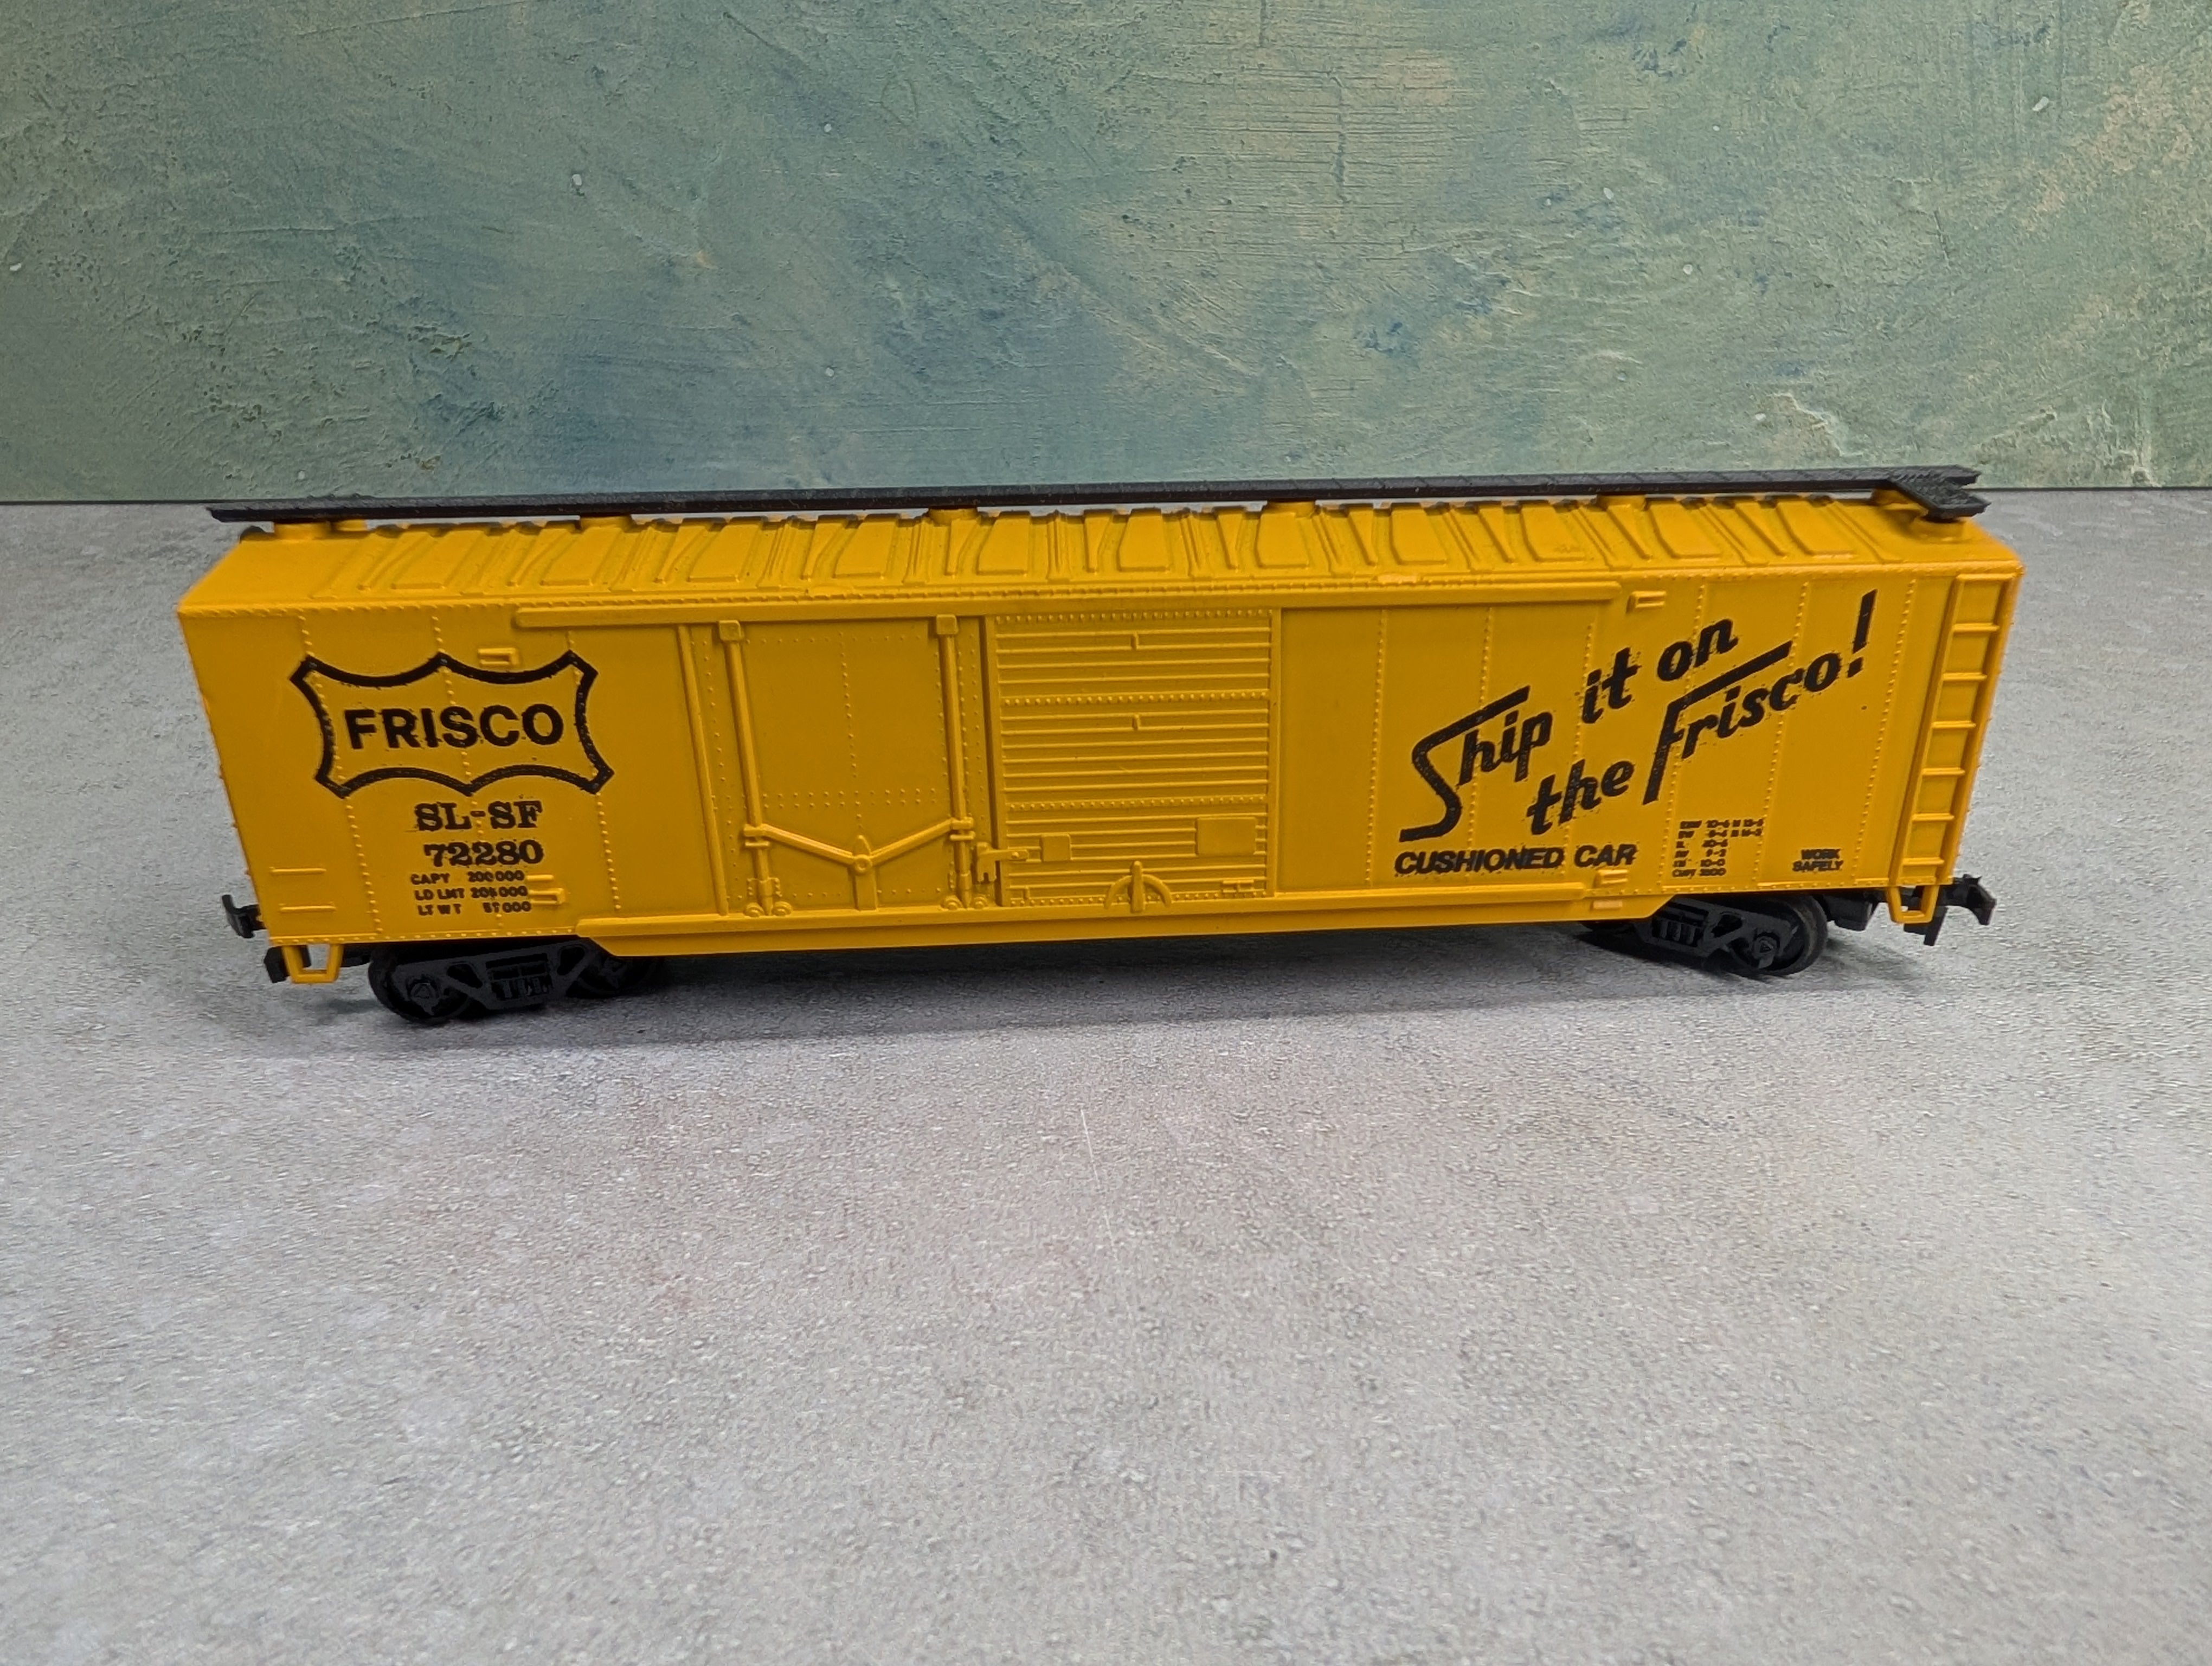 FRISCO
SL-SF
72280
CAPY 200000
LD LMT
LT WT
Ship it on
the Frisco!
CUSHIONED CAR
WORK
SAFELY